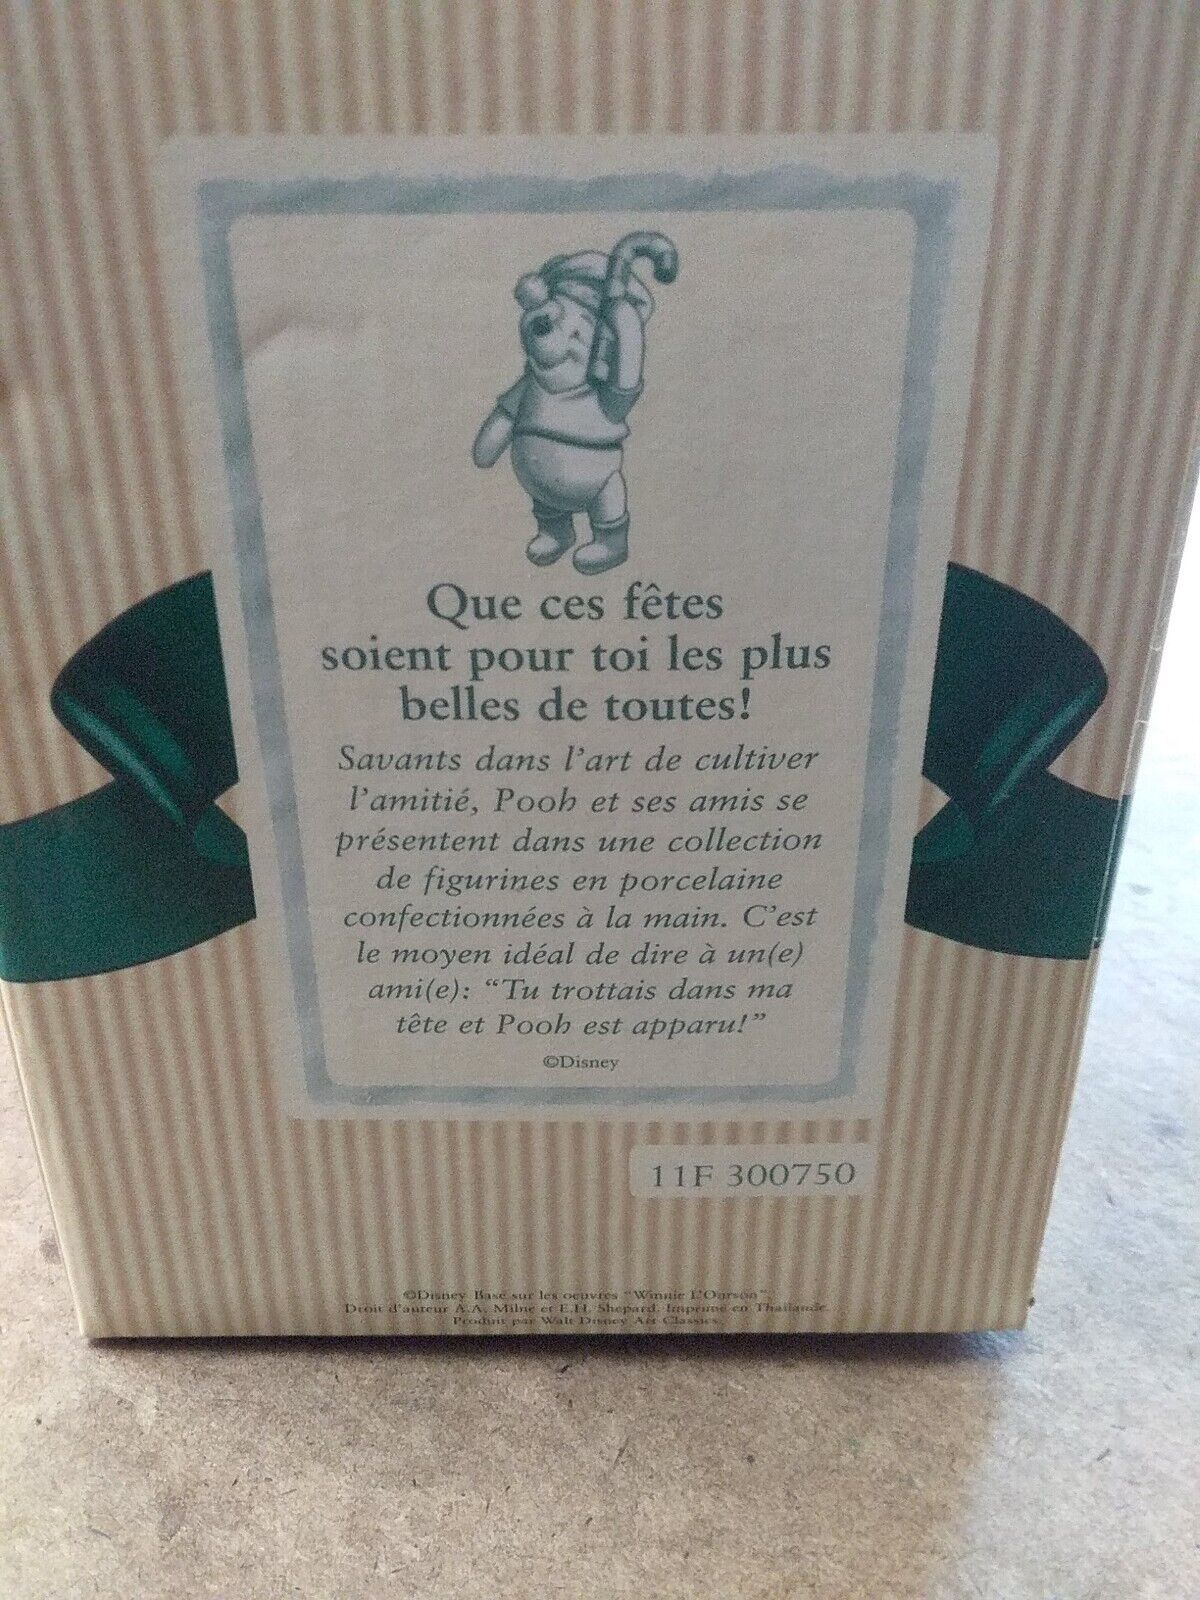 Que ces fêtes
soient pour toi les plus
belles de toutes!
Savants dans l'art de cultiver
l'amitié, Pooh et ses amis se
présentent dans une collection
de figurines en porcelaine
confectionnées à la main. C'est
le moyen idéal de dire à un(e)
ami(e): “Tu trottais dans ma
tête et Pooh est apparu!”
©Disney
11F 300750
©Disney Basé sur les oeuvres "Winnie L'Ourson"
Droit d'auteur A.A. Milne et E.H. Shepard. Imprimé en Thaïlande.
Produit par Walt Disney Art Classics.